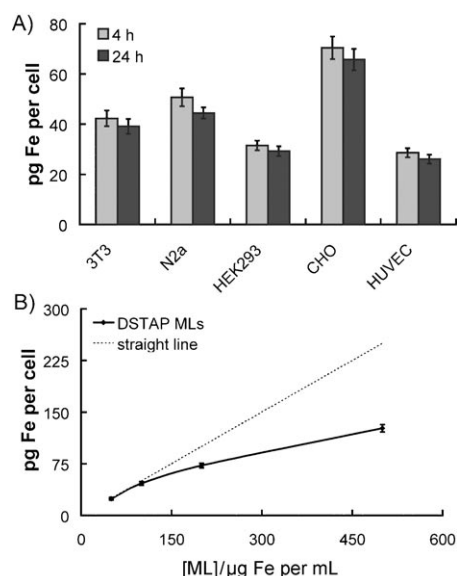 A)
4 h
24 h
pg Fe per cell
80
60
40
20
0
3T3
N2a
HEK293
CHO
HUVEC
B)
DSTAP MLs
straight line
pg Fe per cell
300
225
150
75
0
0 150 300 450 600
[ML]/µg Fe per mL